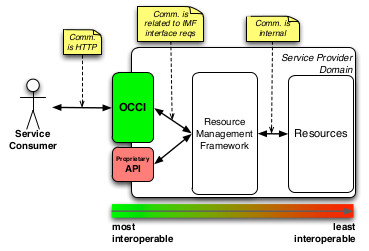 Comm.
is HTTP
Comm. is
related to IMF
interface reqs
Comm. is
internal
Service Provider
Domain
OCCI
Proprietary
API
Resource
Management
Framework
Resources
Service
Consumer
most
interoperable
least
interoperable